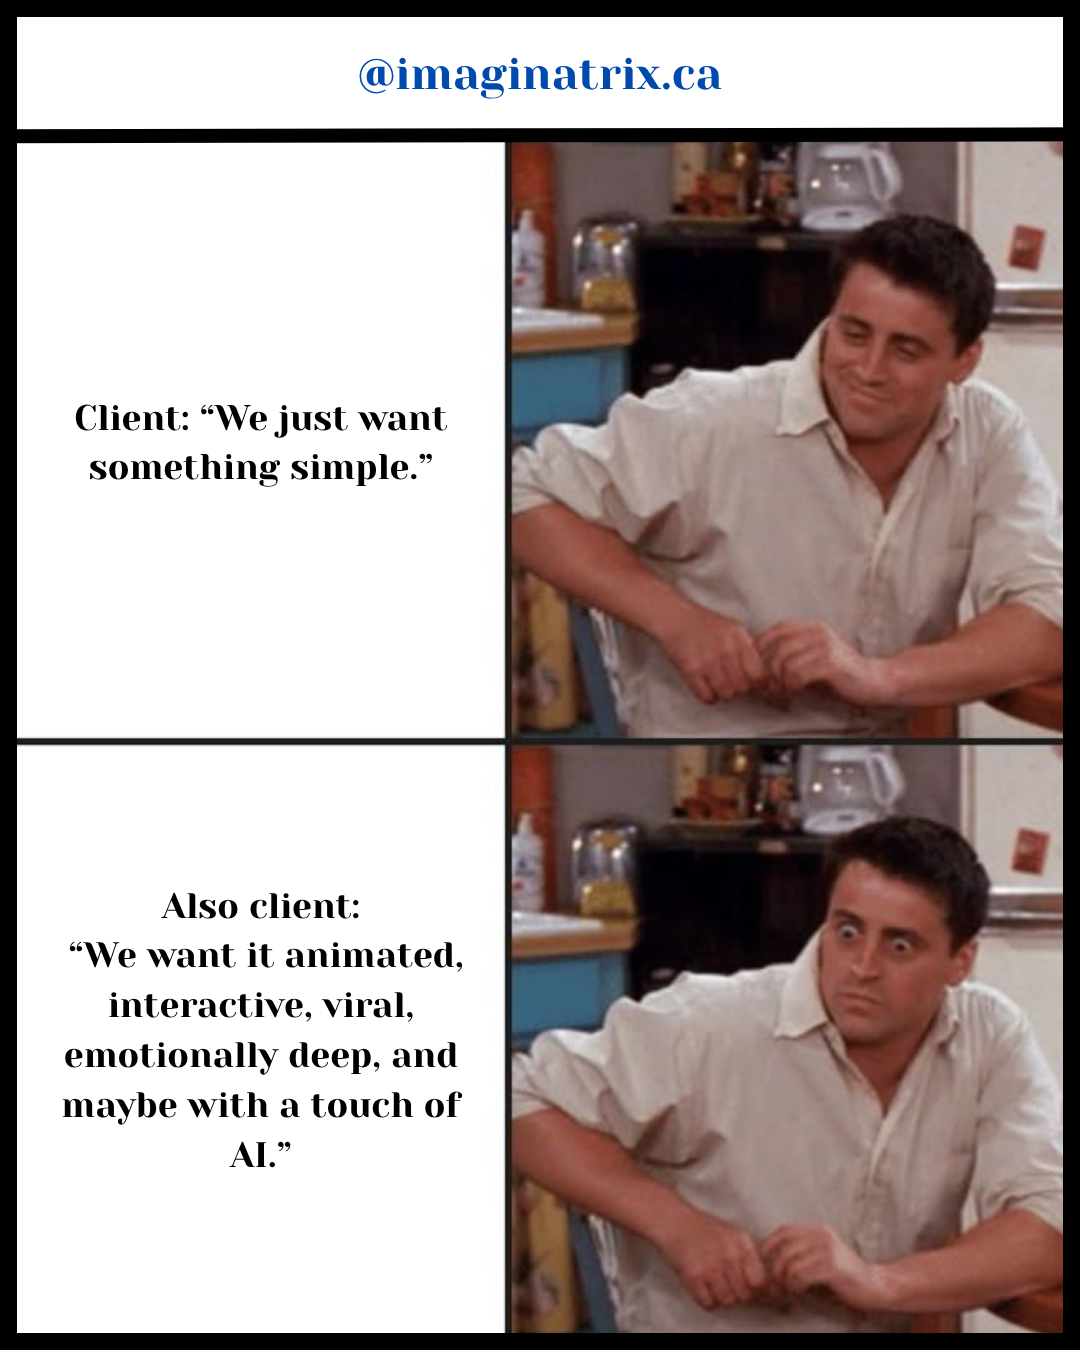 @imaginatrix.ca
Client: “We just want
something simple.”
Also client:
“We want it animated,
interactive, viral,
emotionally deep, and
maybe with a touch of
AI.”